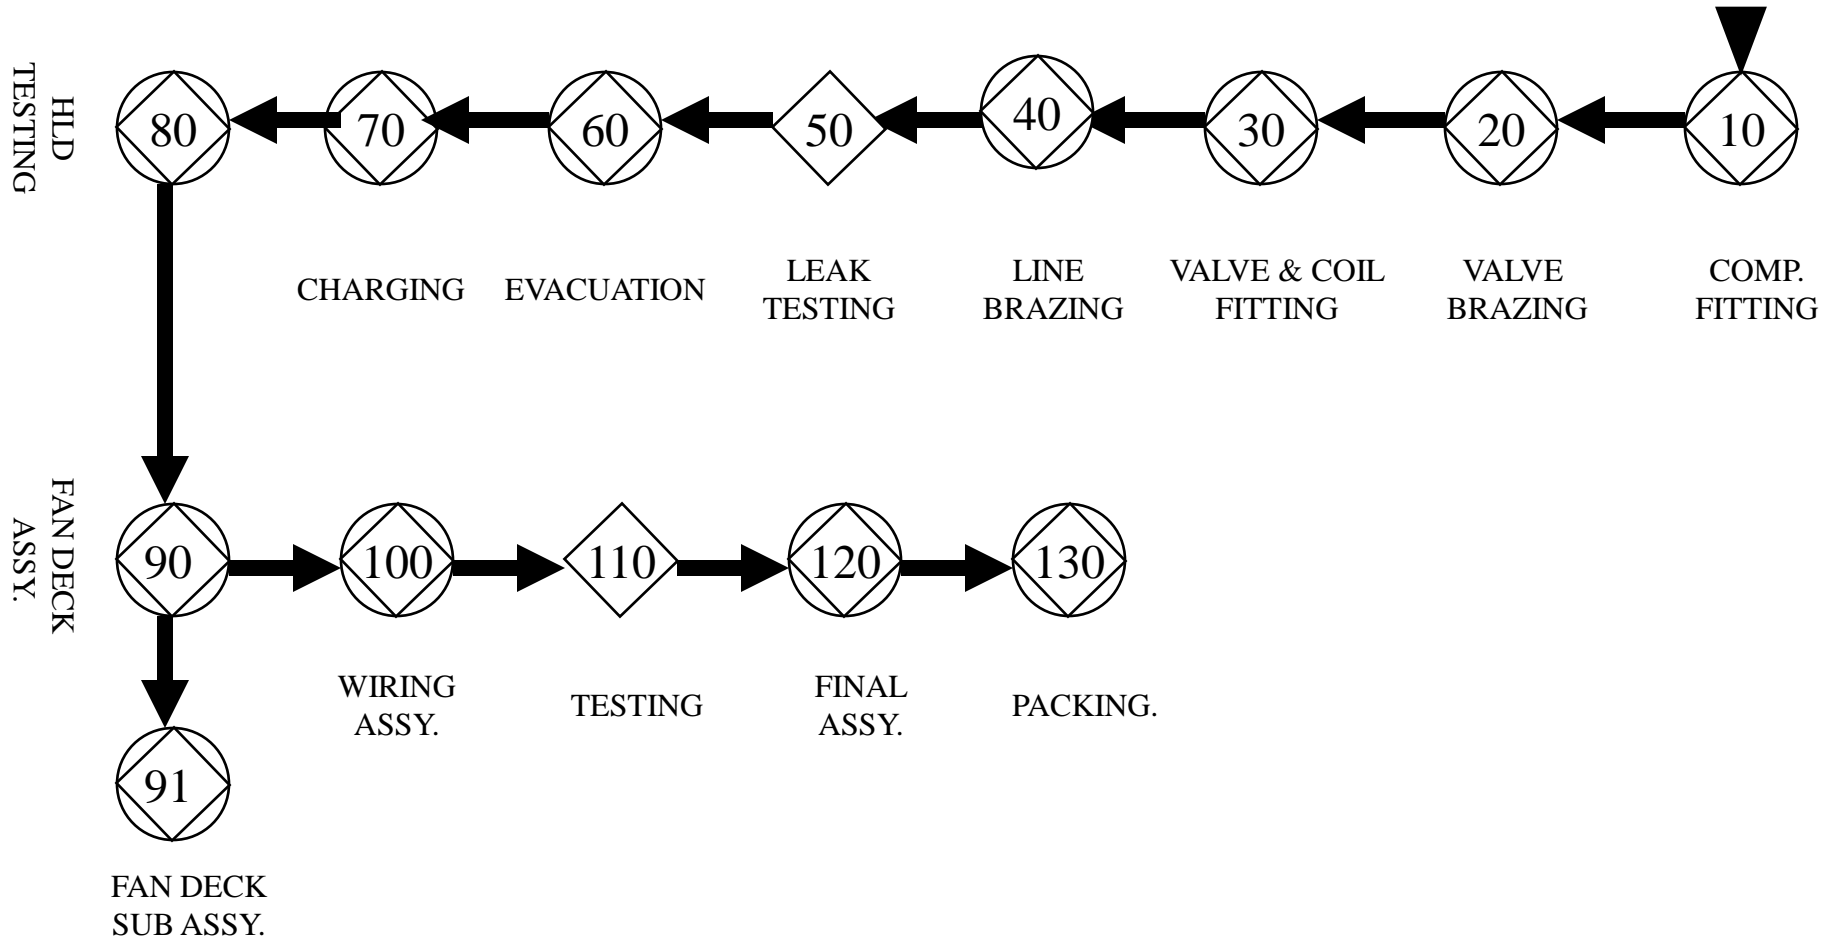 HLD
TESTING
80
70
60
50
40
30
20
10
CHARGING
EVACUATION
LEAK
TESTING
LINE
BRAZING
VALVE & COIL
FITTING
VALVE
BRAZING
COMP.
FITTING
FAN DECK
ASSY.
90
100
110
120
130
WIRING
ASSY.
TESTING
FINAL
ASSY.
PACKING.
91
FAN DECK
SUB ASSY.